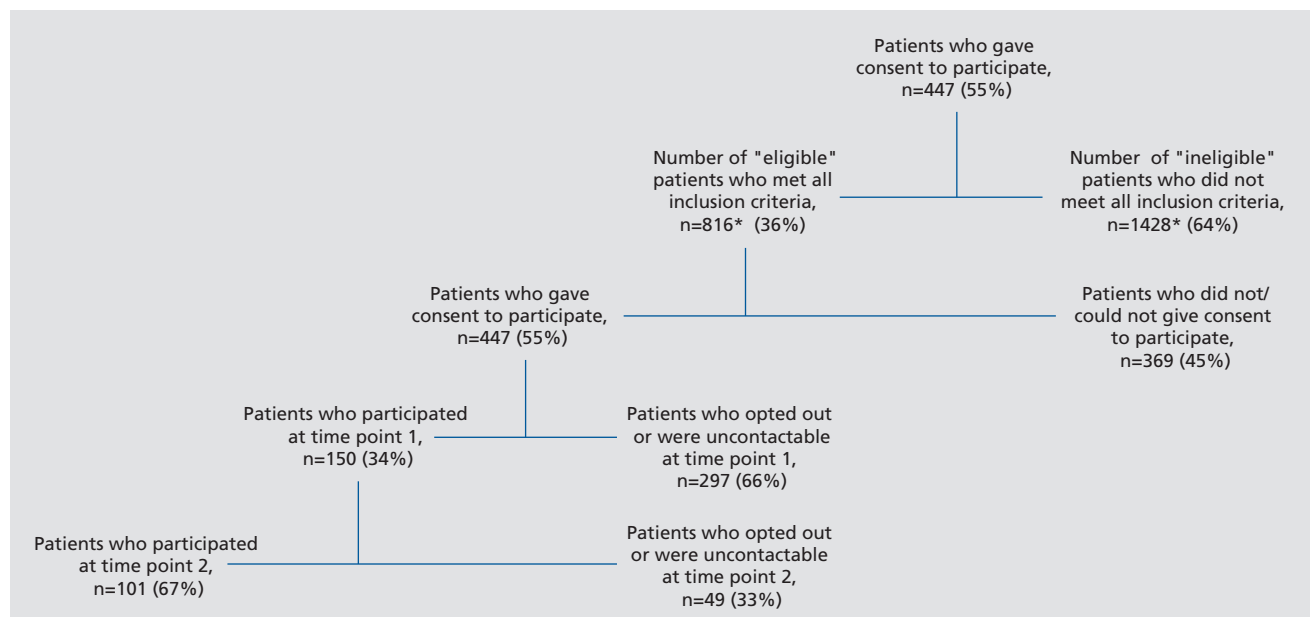 Patients who gave
consent to participate,
n=447 (55%)
Number of "eligible"
patients who met all
inclusion criteria,
n=816* (36%)
Number of "ineligible"
patients who did not
meet all inclusion criteria,
n=1428* (64%)
Patients who gave
consent to participate,
n=447 (55%)
Patients who did not/
could not give consent
to participate,
n=369 (45%)
Patients who participated
at time point 1,
n=150 (34%)
Patients who opted out
or were uncontactable
at time point 1,
n=297 (66%)
Patients who participated
at time point 2,
n=101 (67%)
Patients who opted out
or were uncontactable
at time point 2,
n=49 (33%)